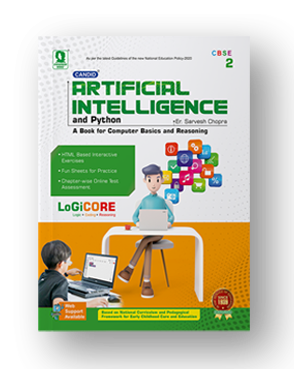 As per the latest Guidelines of the new National Education Policy 2020
CBSE
2
CANDID
ARTIFICIAL
INTELLIGENCE
and Python
•Er. Sarvesh Chopra
A Book for Computer Basics and Reasoning
• HTML Based Interactive
Exercises
• Fun Sheets for Practice
• Chapter-wise Online Test
Assessment
LoGiCORE
Logic • Coding • Reasoning
Web
Support
Available
Based on National Curriculum and Pedagogical
Framework for Early Childhood Care and Education